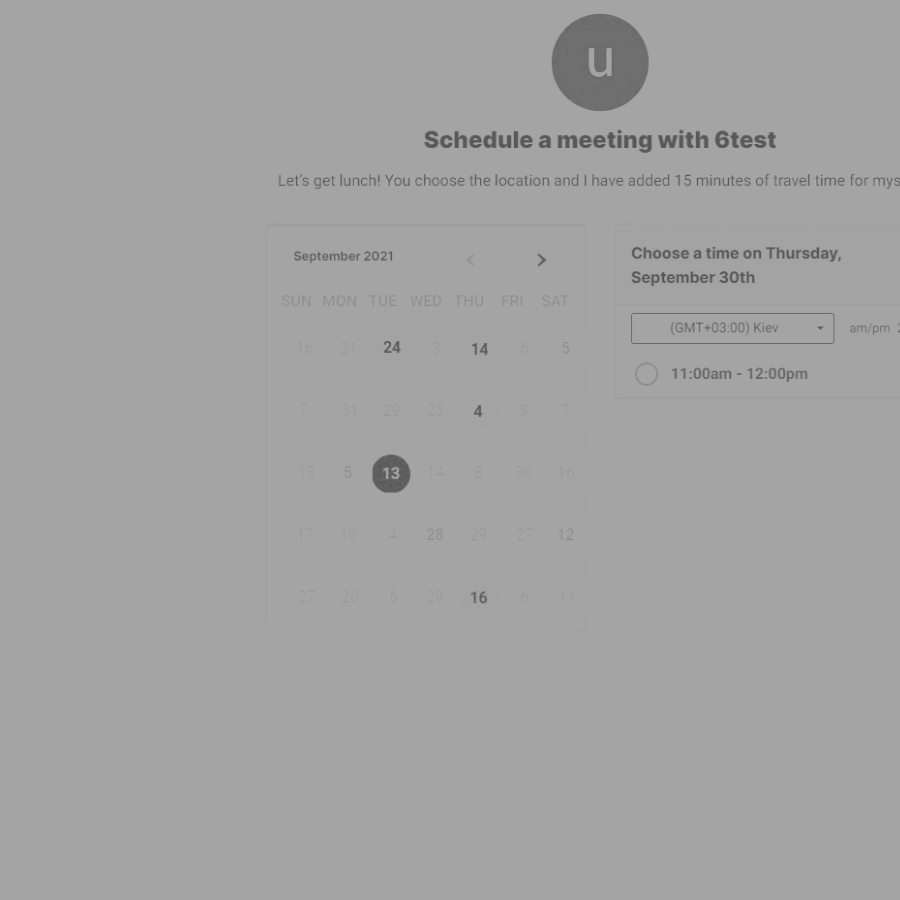 u
Schedule a meeting with 6test
Let's get lunch! You choose the location and I have added 15 minutes of travel time for mys
September 2021
SUN MON TUE WED THU FRI SAT
16 21 24 3 14 6 5
7 31 29 23 4 3 7
13 5 13 14 8 30 16
17 16 4 28 29 27 12
27 20 6 29 16 6 11
Choose a time on Thursday,
September 30th
(GMT+03:00) Kiev am/pm
11:00am - 12:00pm